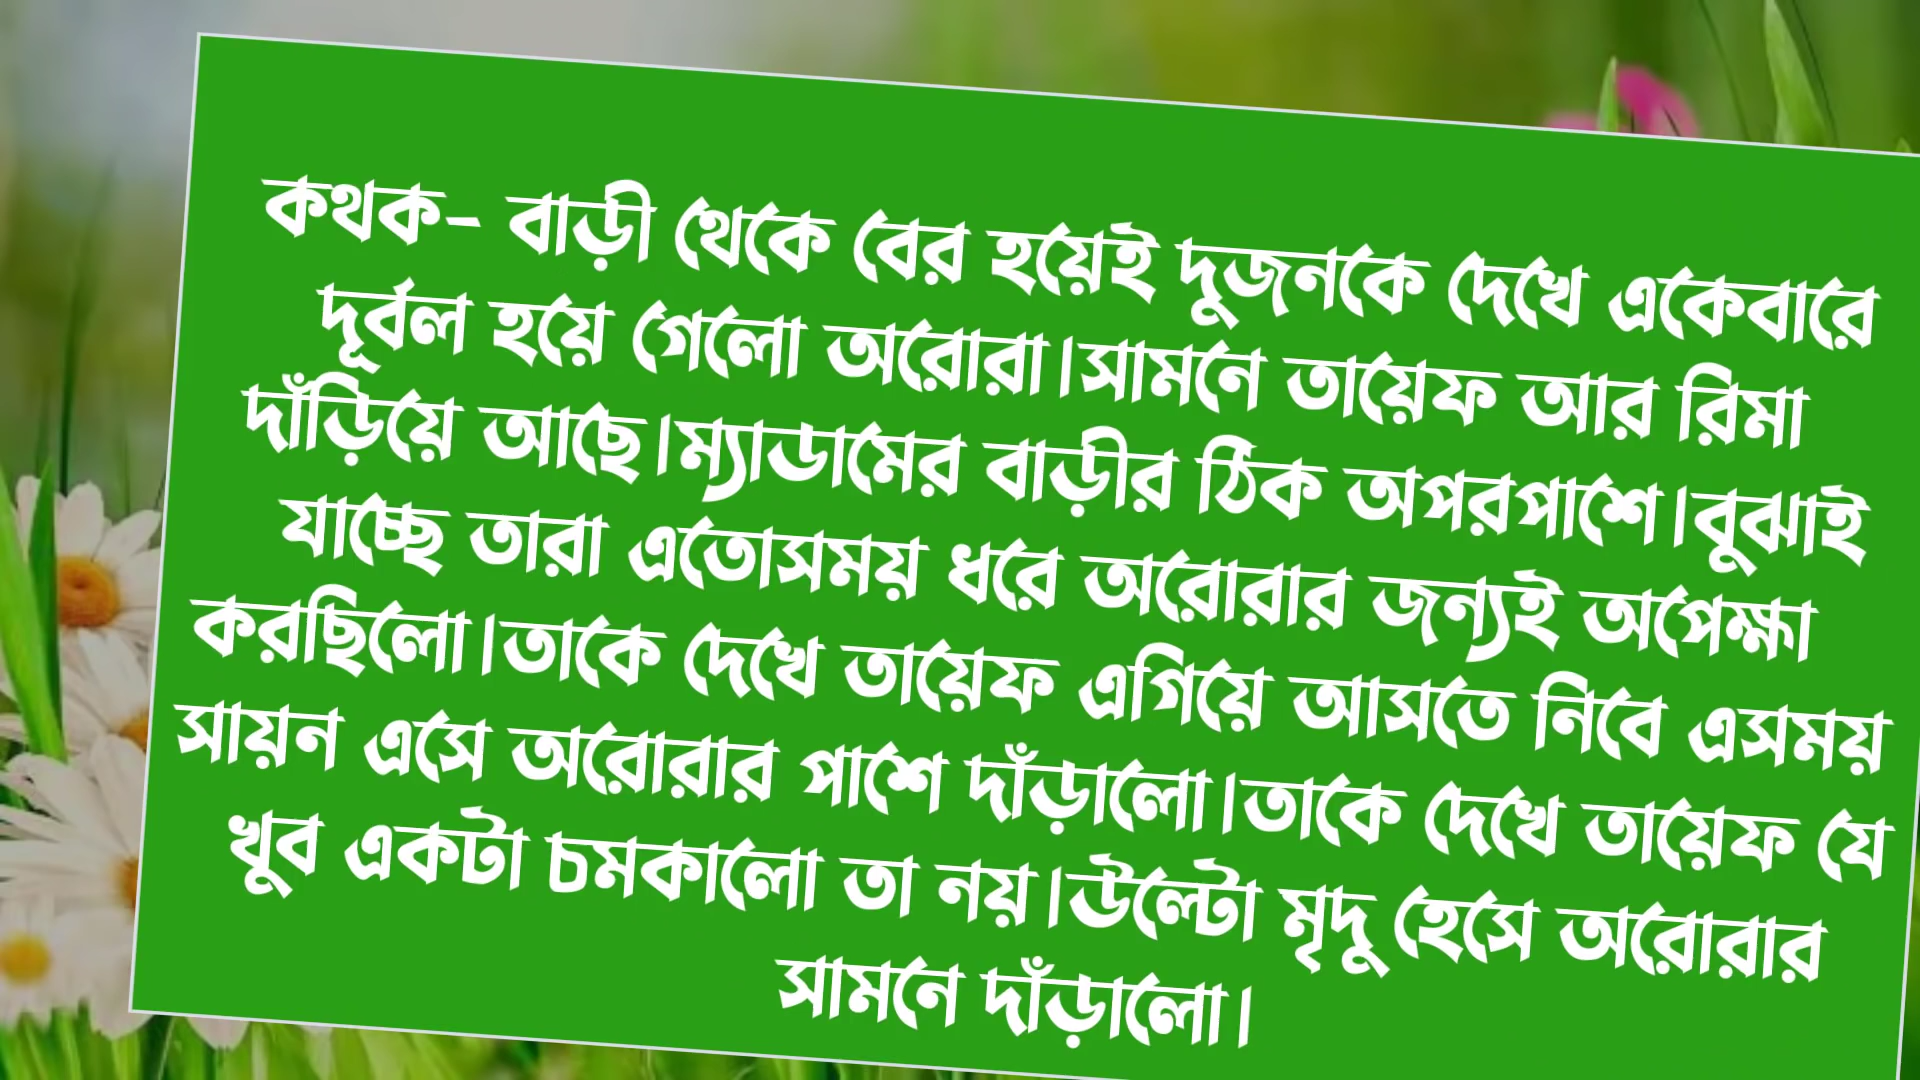 কথক- বাড়ী থেকে বের হয়েই দুজনকে দেখে একেবারে
দূর্বল হয়ে গেলো অরোরা।সামনে তায়েফ আর রিমা
দাঁড়িয়ে আছে।ম্যাডামের বাড়ীর ঠিক অপরপাশে।বুঝাই
যাচ্ছে তারা এতোসময় ধরে অরোরার জন্যই অপেক্ষা
করছিলো।তাকে দেখে তায়েফ এগিয়ে আসতে নিবে এসময়
সায়ন এসে অরোরার পাশে দাঁড়ালো।তাকে দেখে তায়েফ যে
খুব একটা চমকালো তা নয়।উল্টো মৃদু হেসে অরোরার
সামনে দাঁড়ালো।